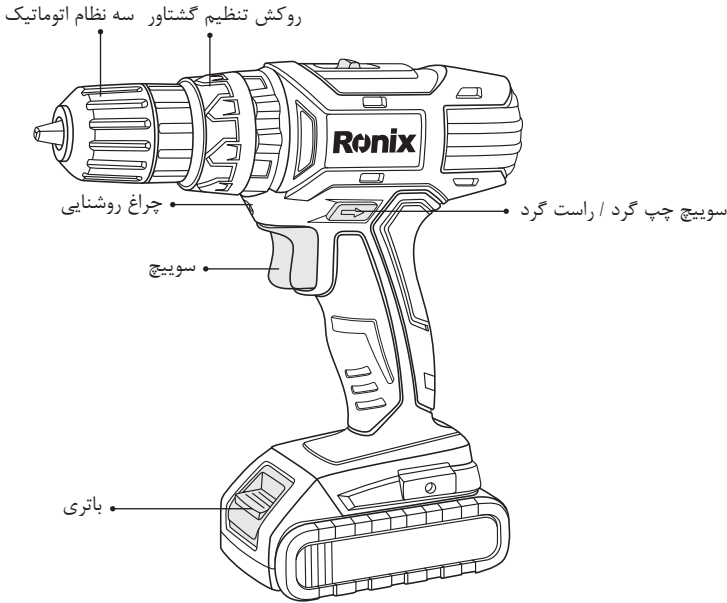 سه نظام اتوماتیک
روکش تنظیم گشتاور
Ronix
چراغ روشنایی
سوییچ چپ گرد / راست گرد
سوییچ
باتری